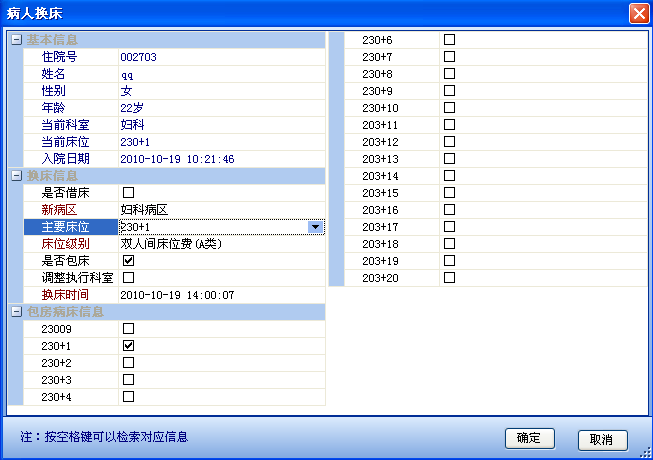 病人换床
基本信息
住院号 002703
姓名 qq
性别 女
年龄 22岁
当前科室 妇科
当前床位 230+1
入院日期 2010-10-19 10:21:46
换床信息
是否借床
新病区 妇科病区
主要床位 230+1
床位级别 双人间床位费(A类)
是否包床
调整执行科室
换床时间 2010-10-19 14:00:07
包房病床信息
23009
230+1
230+2
230+3
230+4
230+6
230+7
230+8
230+9
230+10
203+11
203+12
203+13
203+14
203+15
203+16
203+17
203+18
203+19
203+20
注：按空格键可以检索对应信息
确定
取消